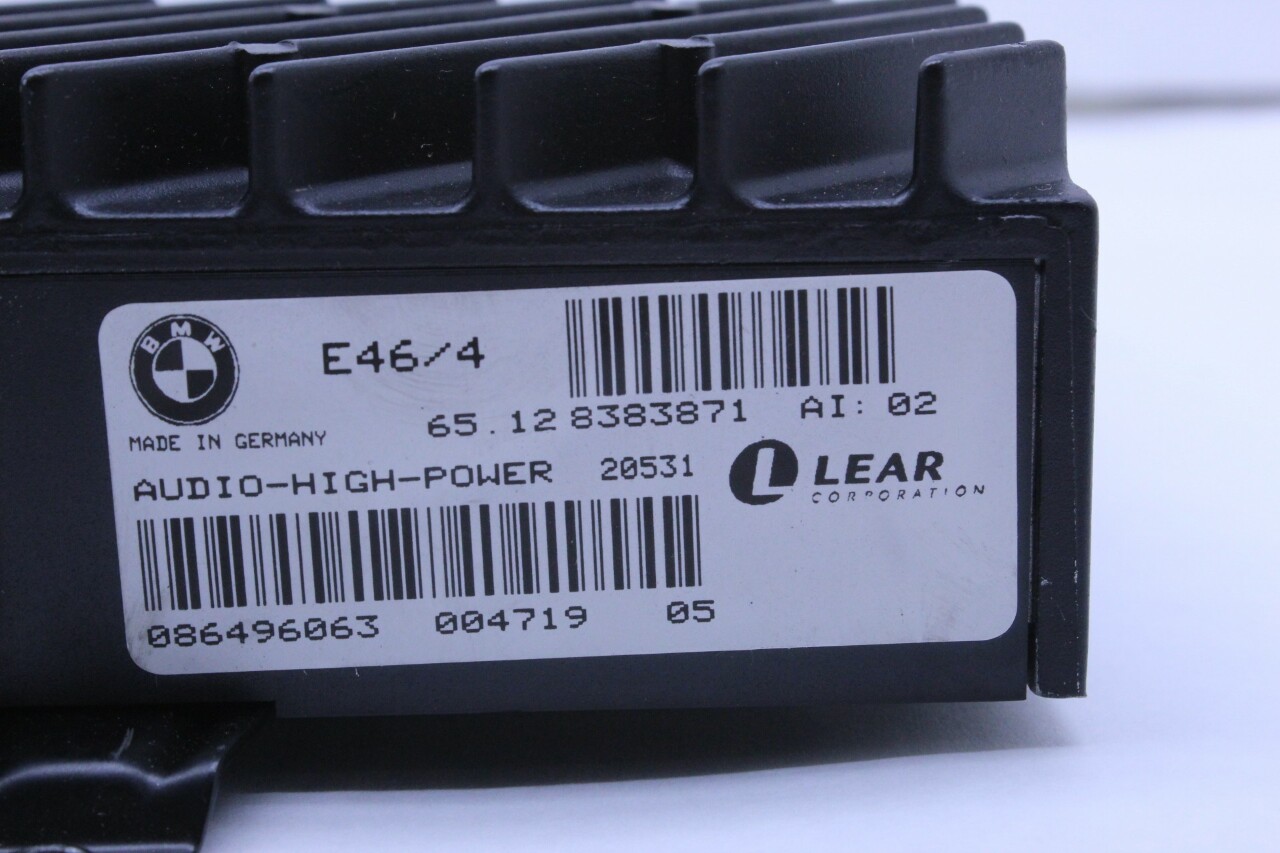 BMW
E46/4
65.12 8383871 AI: 02
MADE IN GERMANY
AUDIO-HIGH-POWER 20531
L LEAR
CORPORATION
086496063 004719 05